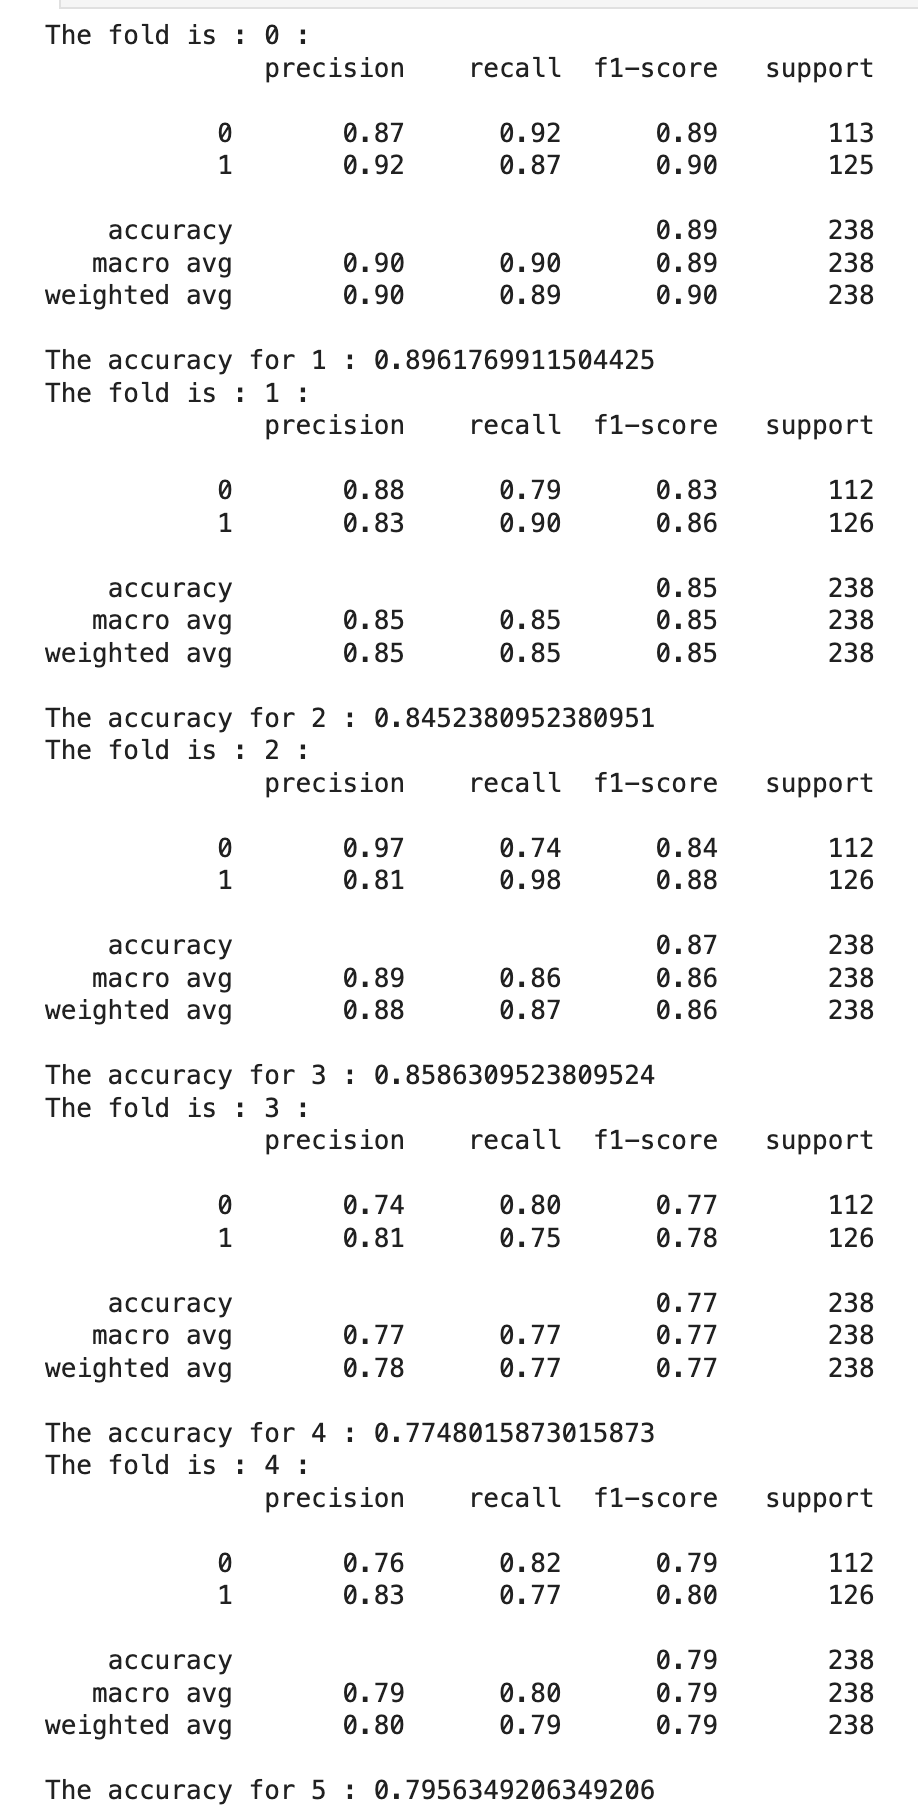 The fold is : 0 :
precision recall f1-score support
0 0.87 0.92 0.89 113
1 0.92 0.87 0.90 125
accuracy 0.89 238
macro avg 0.90 0.90 0.89 238
weighted avg 0.90 0.89 0.90 238
The accuracy for 1 : 0.8961769911504425
The fold is : 1 :
precision recall f1-score support
0 0.88 0.79 0.83 112
1 0.83 0.90 0.86 126
accuracy 0.85 238
macro avg 0.85 0.85 0.85 238
weighted avg 0.85 0.85 0.85 238
The accuracy for 2 : 0.8452380952380951
The fold is : 2 :
precision recall f1-score support
0 0.97 0.74 0.84 112
1 0.81 0.98 0.88 126
accuracy 0.87 238
macro avg 0.89 0.86 0.86 238
weighted avg 0.88 0.87 0.86 238
The accuracy for 3 : 0.8586309523809524
The fold is : 3 :
precision recall f1-score support
0 0.74 0.80 0.77 112
1 0.81 0.75 0.78 126
accuracy 0.77 238
macro avg 0.77 0.77 0.77 238
weighted avg 0.78 0.77 0.77 238
The accuracy for 4 : 0.7748015873015873
The fold is : 4 :
precision recall f1-score support
0 0.76 0.82 0.79 112
1 0.83 0.77 0.80 126
accuracy 0.79 238
macro avg 0.79 0.80 0.79 238
weighted avg 0.80 0.79 0.79 238
The accuracy for 5 : 0.7956349206349206